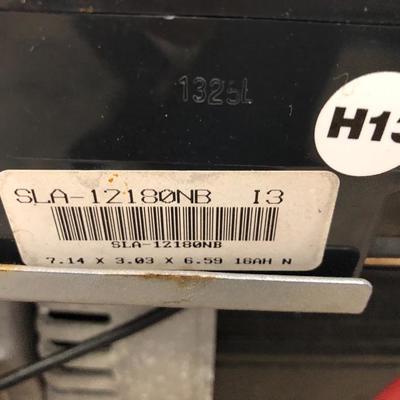 1325L
H13
SLA-12180NB I3
SLA-12180NB
7.14 X 3.03 X 6.59 18AH N